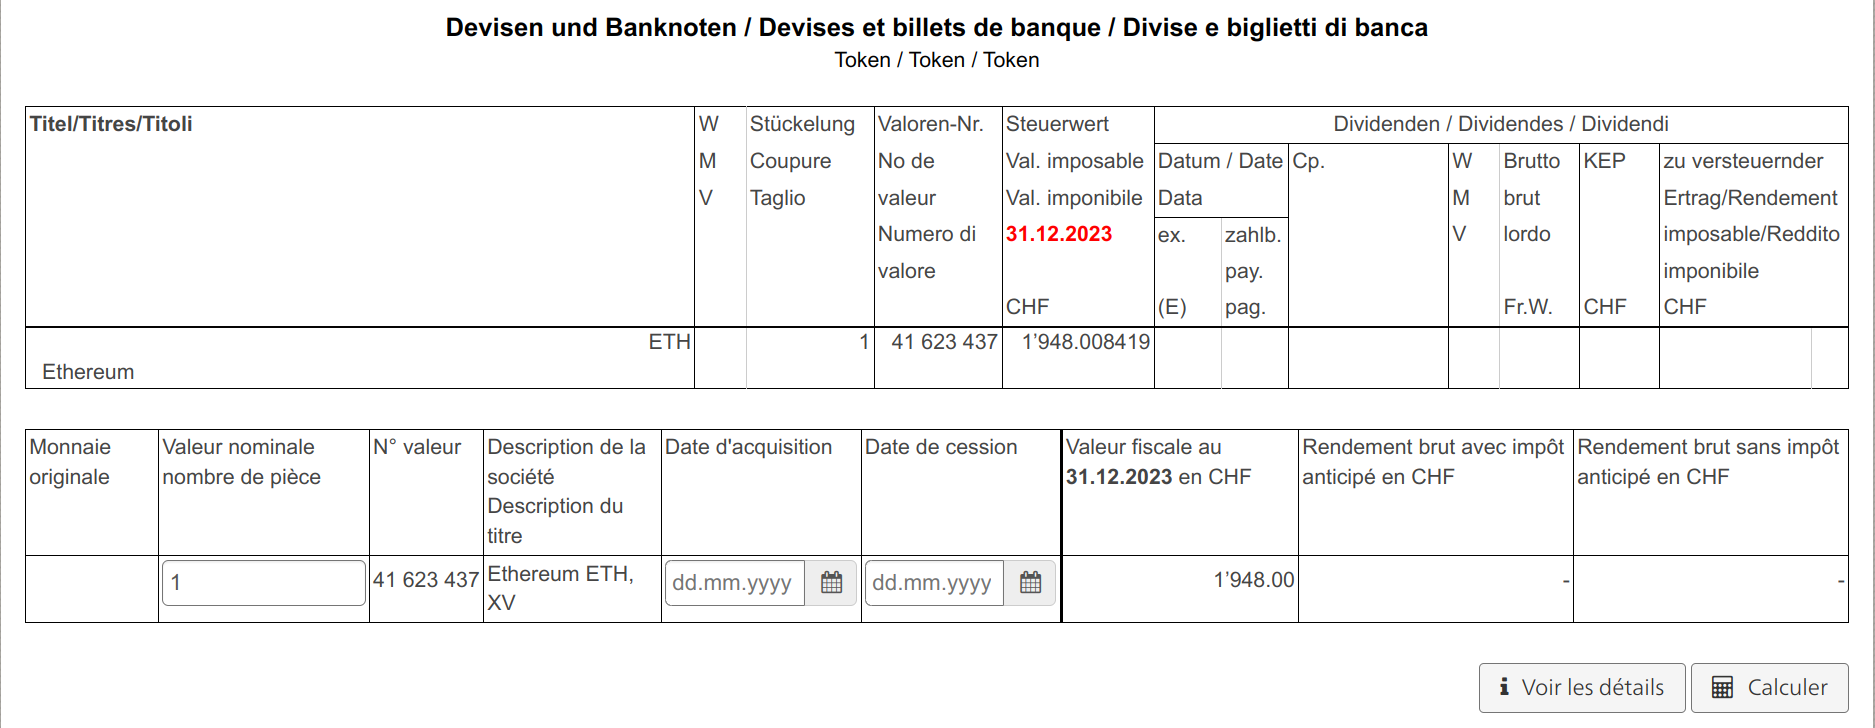 Devisen und Banknoten / Devises et billets de banque / Divise e biglietti di banca
Token / Token / Token
Titel/Titres/Titoli
W
M
V
Stückelung
Coupure
Taglio
Valoren-Nr.
No de
valeur
Numero di
valore
Steuerwert
Val. imposable
Val. imponibile
31.12.2023
CHF
Dividenden / Dividendes / Dividendi
Datum / Date
Data
ex.
(E)
zahlb.
pay.
pag.
Cp.
W
M
V
Brutto
brut
lordo
Fr.W.
KEP
CHF
zu versteuernder
Ertrag/Rendement
imposable/Reddito
imponibile
CHF
ETH
Ethereum
1
41 623 437
1’948.008419
Monnaie
originale
Valeur nominale
nombre de pièce
N° valeur
Description de la
société
Description du
titre
Date d'acquisition
Date de cession
Valeur fiscale au
31.12.2023 en CHF
Rendement brut avec impôt
anticipé en CHF
Rendement brut sans impôt
anticipé en CHF
1
41 623 437
Ethereum ETH,
XV
dd.mm.yyyy
dd.mm.yyyy
1’948.00
-
-
Voir les détails
Calculer